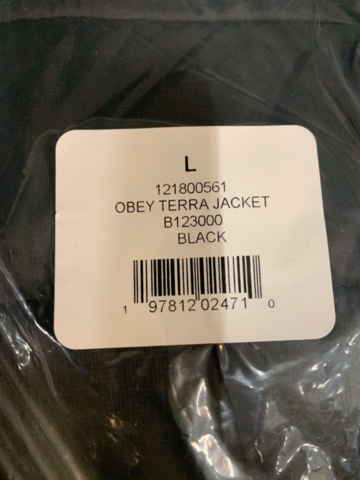 L
121800561
OBEY TERRA JACKET
B123000
BLACK
1 97812 02471 0